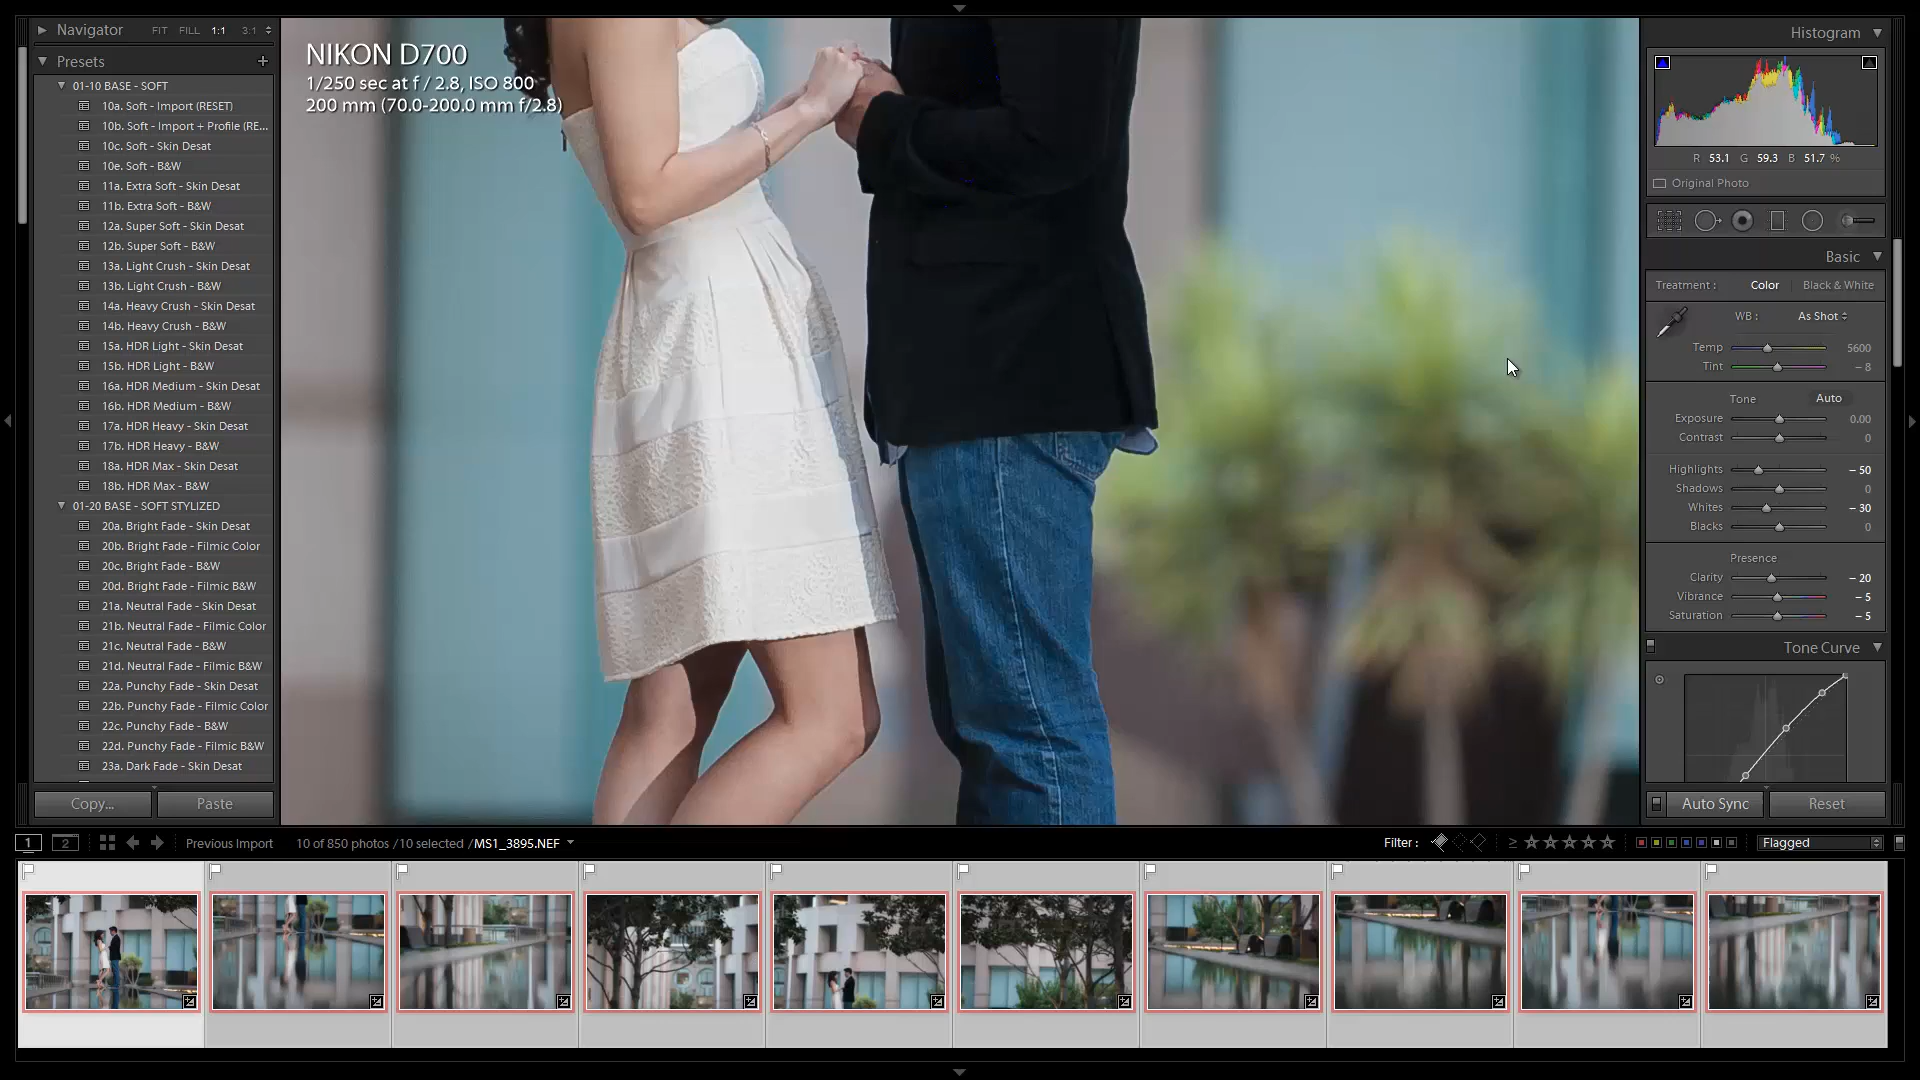 Navigator FIT FILL 1:1 3:1
Presets +
01-10 BASE - SOFT
10a. Soft - Import (RESET)
10b. Soft - Import + Profile (RE...
10c. Soft - Skin Desat
10e. Soft - B&W
11a. Extra Soft - Skin Desat
11b. Extra Soft - B&W
12a. Super Soft - Skin Desat
12b. Super Soft - B&W
13a. Light Crush - Skin Desat
13b. Light Crush - B&W
14a. Heavy Crush - Skin Desat
14b. Heavy Crush - B&W
15a. HDR Light - Skin Desat
15b. HDR Light - B&W
16a. HDR Medium - Skin Desat
16b. HDR Medium - B&W
17a. HDR Heavy - Skin Desat
17b. HDR Heavy - B&W
18a. HDR Max - Skin Desat
18b. HDR Max - B&W
01-20 BASE - SOFT STYLIZED
20a. Bright Fade - Skin Desat
20b. Bright Fade - Filmic Color
20c. Bright Fade - B&W
20d. Bright Fade - Filmic B&W
21a. Neutral Fade - Skin Desat
21b. Neutral Fade - Filmic Color
21c. Neutral Fade - B&W
21d. Neutral Fade - Filmic B&W
22a. Punchy Fade - Skin Desat
22b. Punchy Fade - Filmic Color
22c. Punchy Fade - B&W
22d. Punchy Fade - Filmic B&W
23a. Dark Fade - Skin Desat
Copy... Paste
NIKON D700
1/250 sec at f / 2.8, ISO 800
200 mm (70.0-200.0 mm f/2.8)
Histogram
R 53.1 G 59.3 B 51.7 %
Original Photo
Basic
Treatment : Color Black & White
WB : As Shot
Temp 5600
Tint - 8
Tone Auto
Exposure 0.00
Contrast 0
Highlights - 50
Shadows 0
Whites - 30
Blacks 0
Presence
Clarity - 20
Vibrance - 5
Saturation - 5
Tone Curve
Auto Sync Reset
1 2 Previous Import 10 of 850 photos /10 selected /MS1_3895.NEF Filter : ≥ Flagged